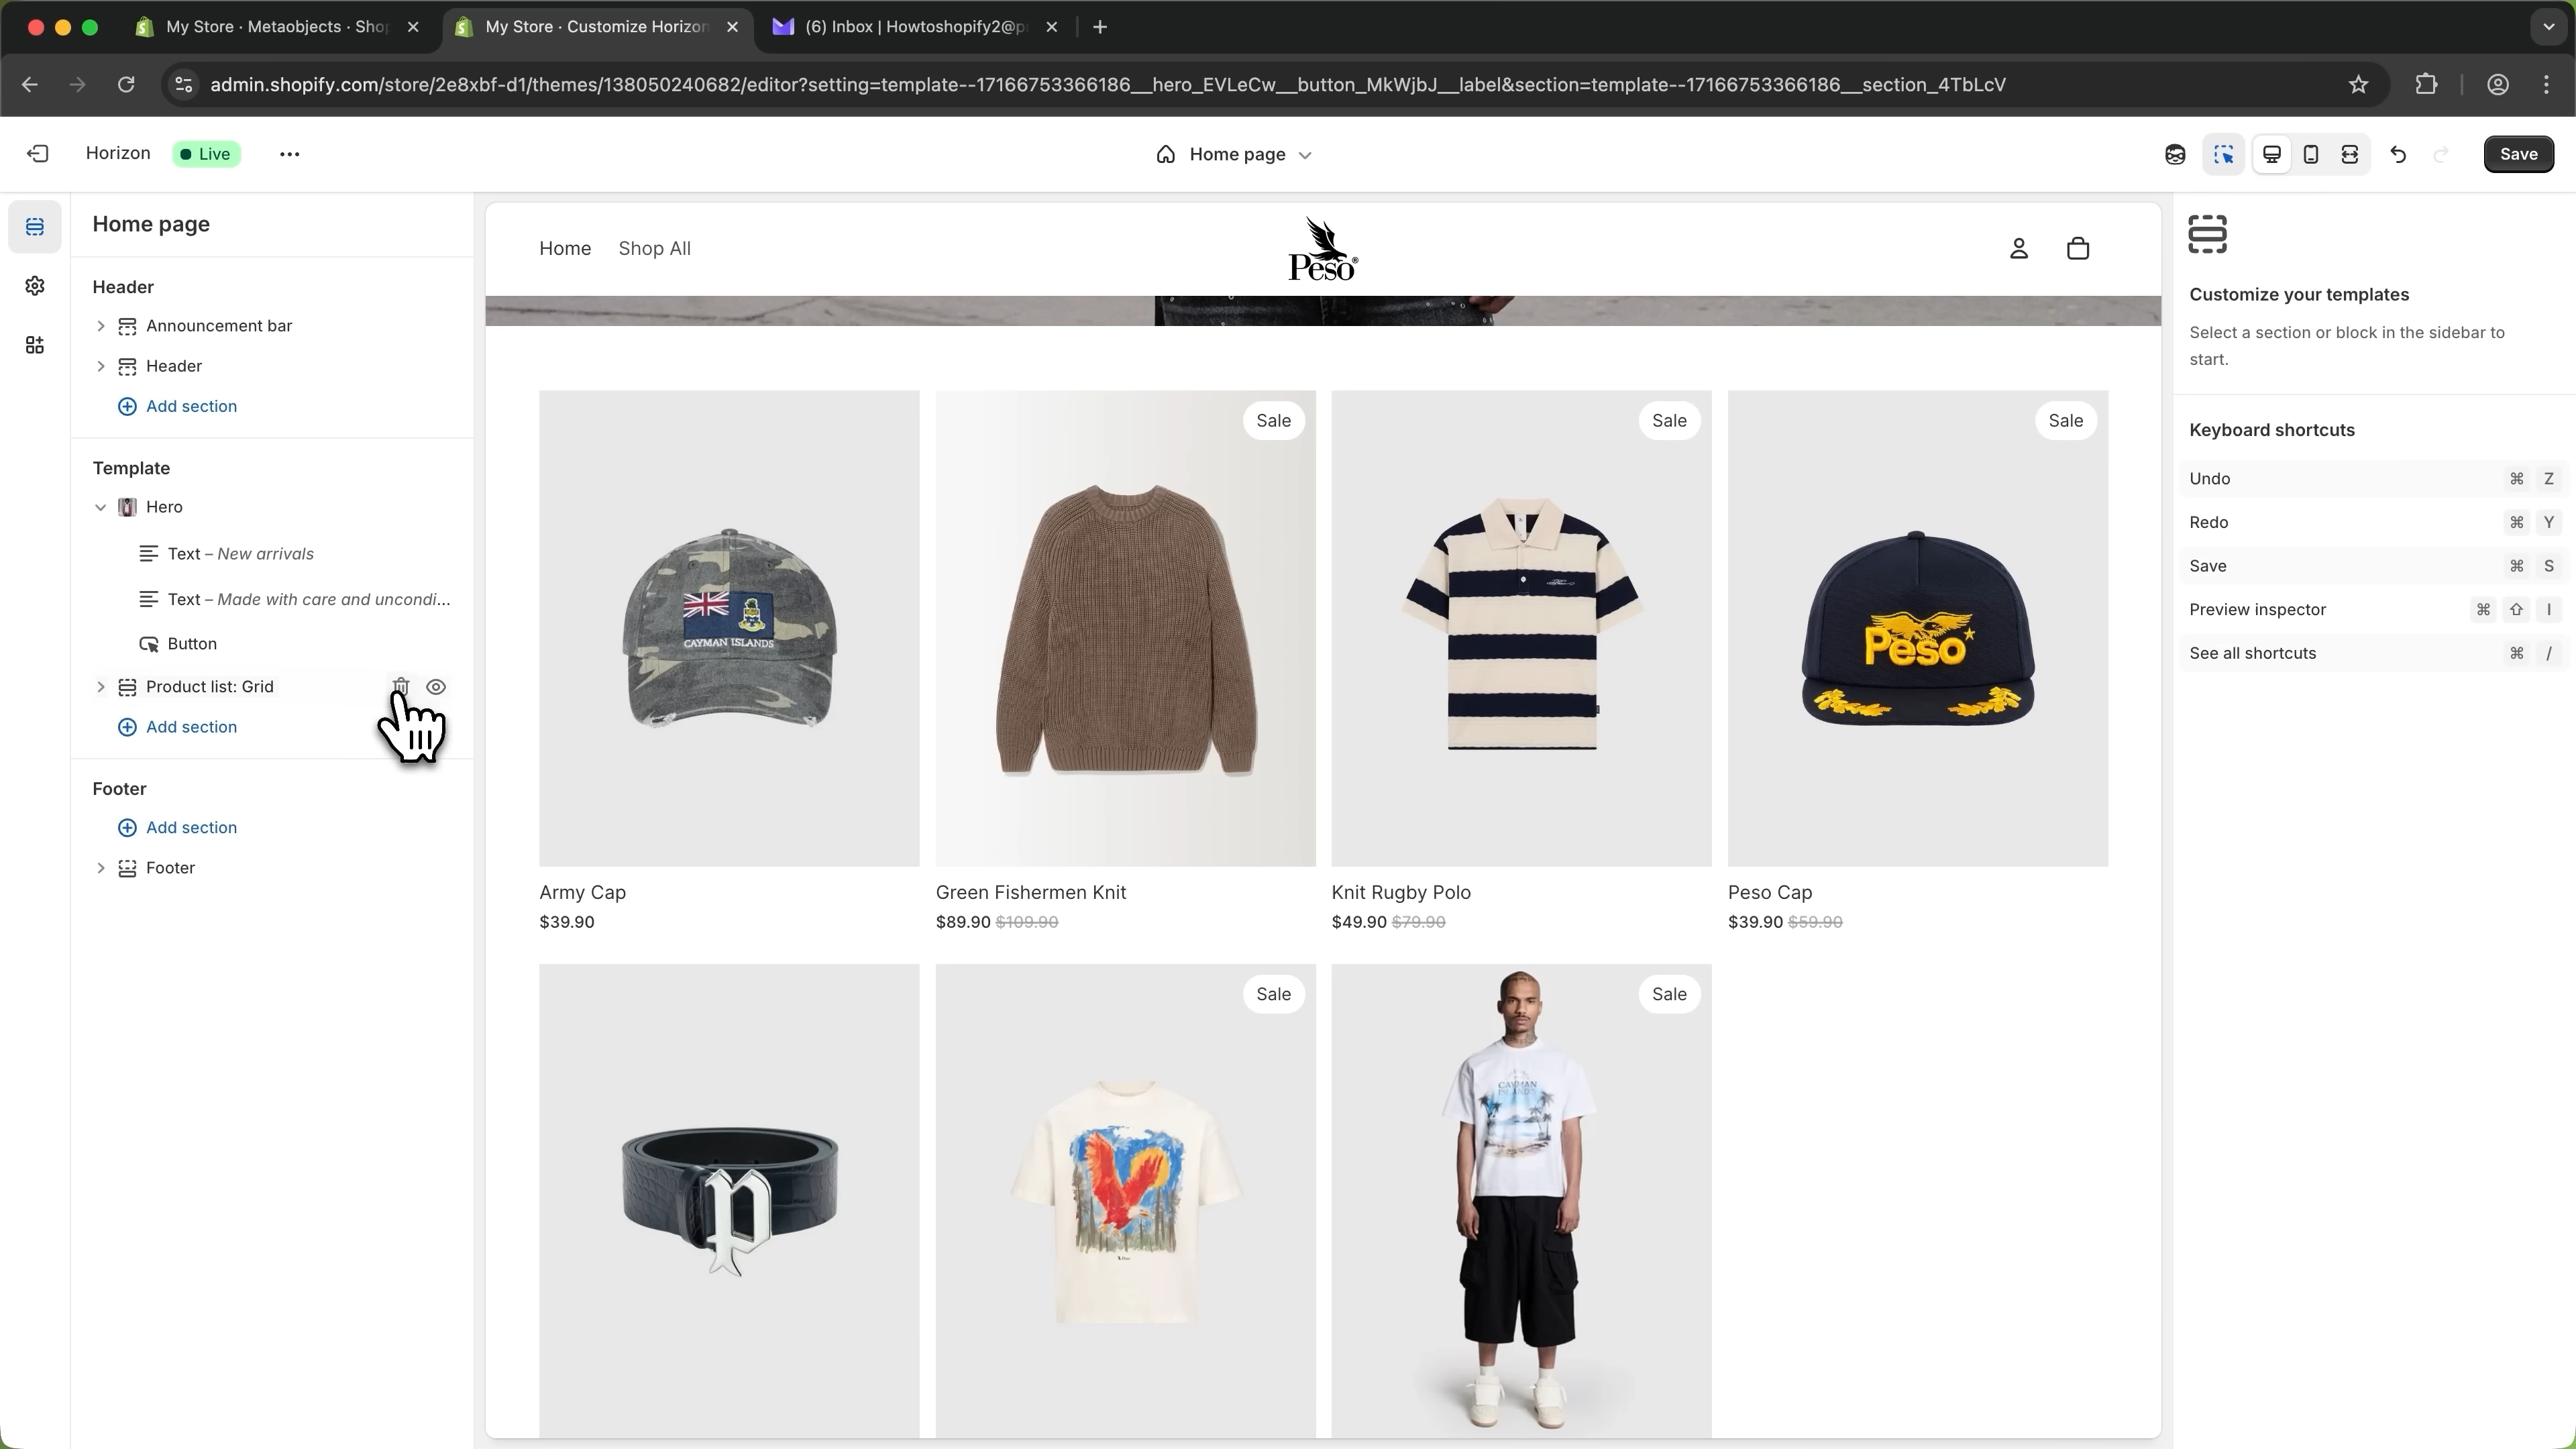 My Store · Metaobjects · Shop
My Store · Customize Horizon
(6) Inbox | Howtoshopify2@p
admin.shopify.com/store/2e8xbf-d1/themes/138050240682/editor?setting=template--17166753366186__hero_EVLeCw__button_MkWjbJ__label&section=template--17166753366186__section_4TbLcV
Horizon
Live
Home page
Save
Home page
Header
Announcement bar
Header
Add section
Template
Hero
Text – New arrivals
Text – Made with care and uncondi...
Button
Product list: Grid
Add section
Footer
Add section
Footer
Home
Shop All
Peso®
Sale
Sale
Sale
CAYMAN ISLANDS
Peso
Army Cap
Green Fishermen Knit
Knit Rugby Polo
Peso Cap
$39.90
$89.90 $109.90
$49.90 $79.90
$39.90 $59.90
Sale
Sale
CAYMAN
ISLANDS
p
Customize your templates
Select a section or block in the sidebar to
start.
Keyboard shortcuts
Undo ⌘ Z
Redo ⌘ Y
Save ⌘ S
Preview inspector ⌘ ⇧ I
See all shortcuts ⌘ /